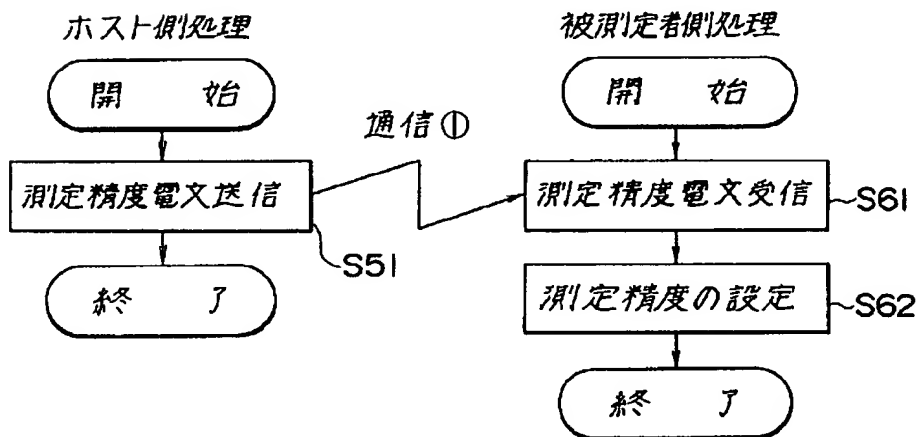 ホスト側処理
開 始
測定精度電文送信
S51
終 了
通信①
被測定者側処理
開 始
測定精度電文受信
S61
測定精度の設定
S62
終 了